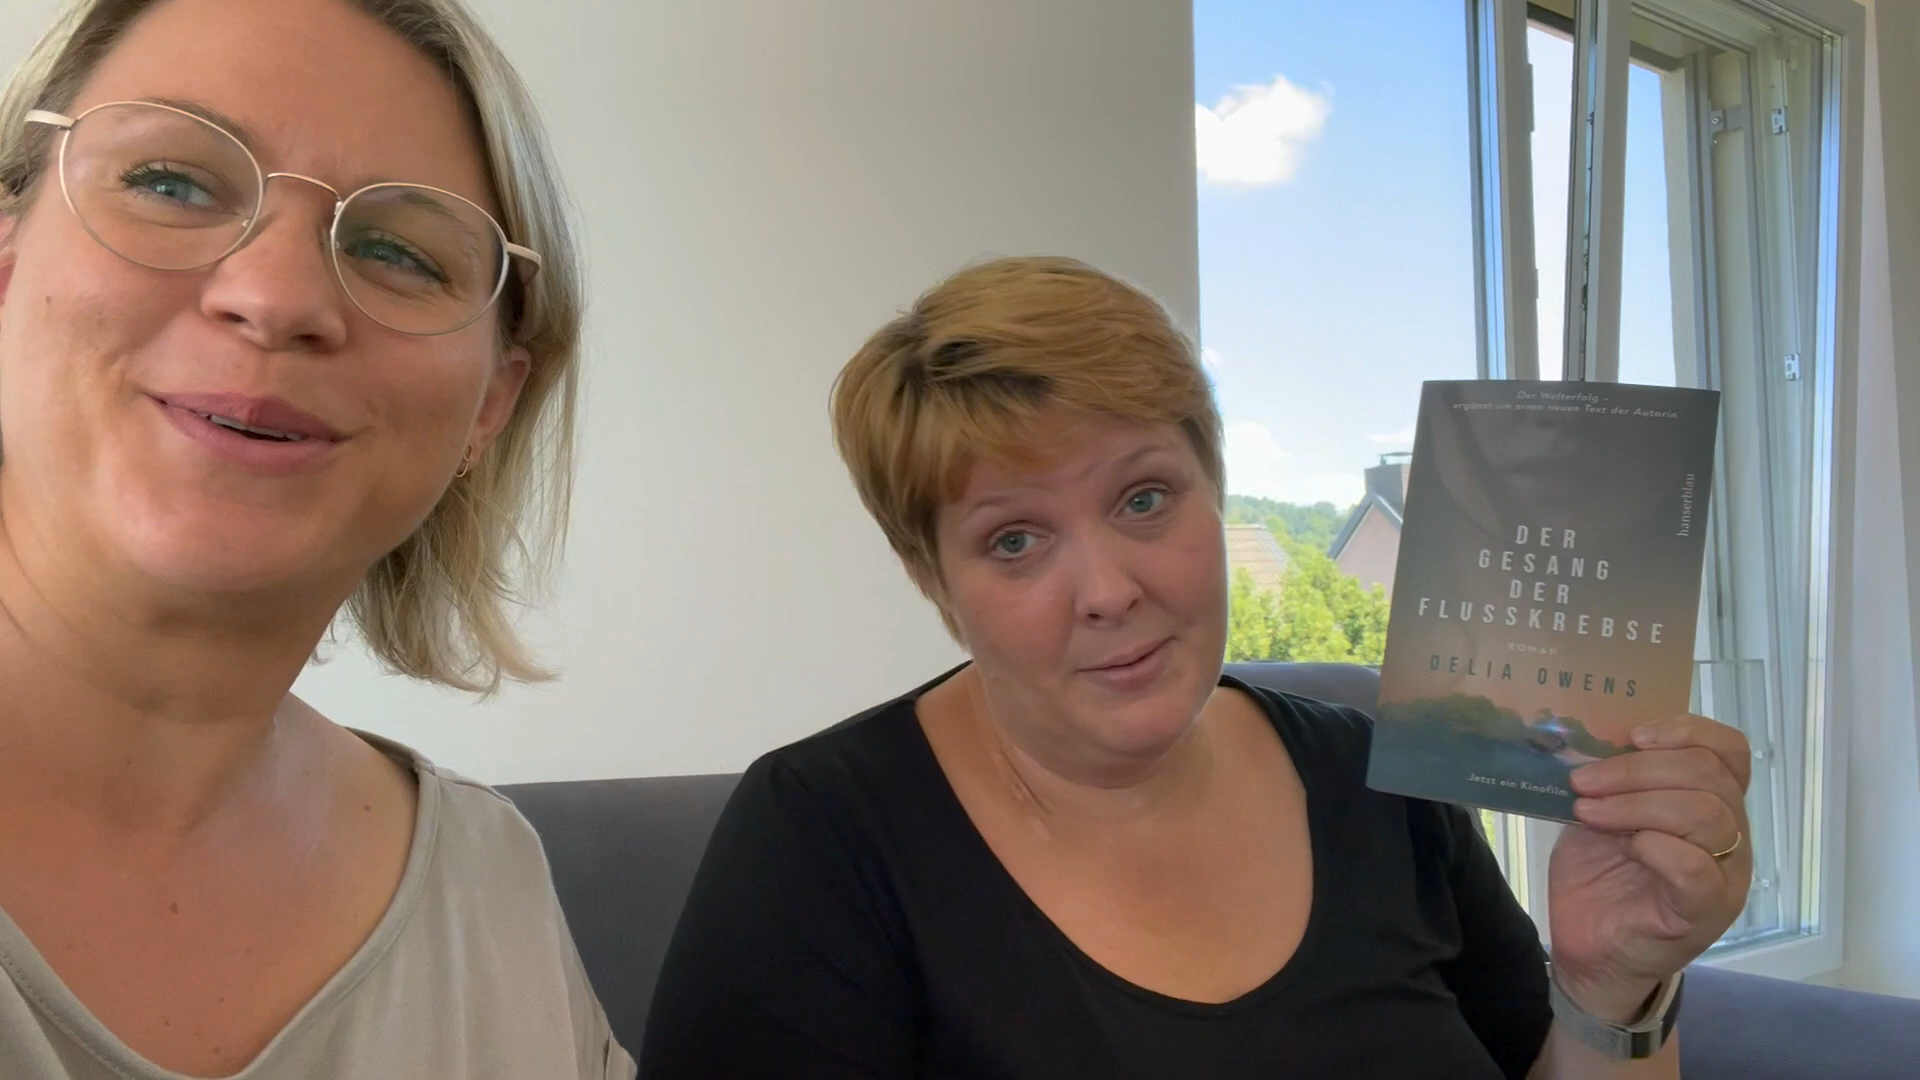 Der Welterfolg –
ergänzt um einen neuen Text der Autorin
hanserblau
DER
GESANG
DER
FLUSSKREBSE
ROMAN
DELIA OWENS
Jetzt ein Kinofilm